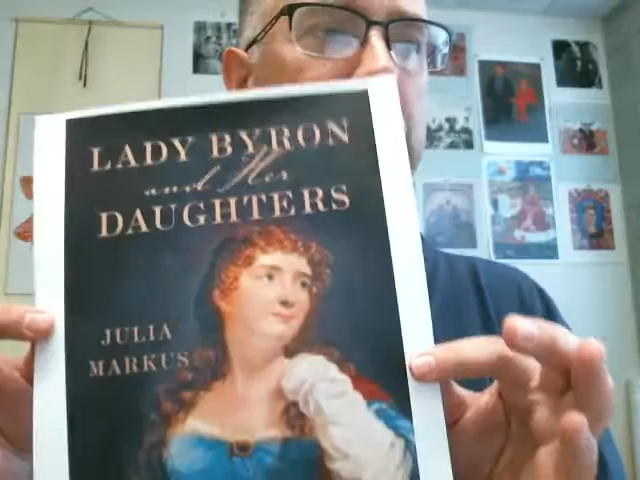 LADY BYRON
and Her
DAUGHTERS
JULIA
MARKUS